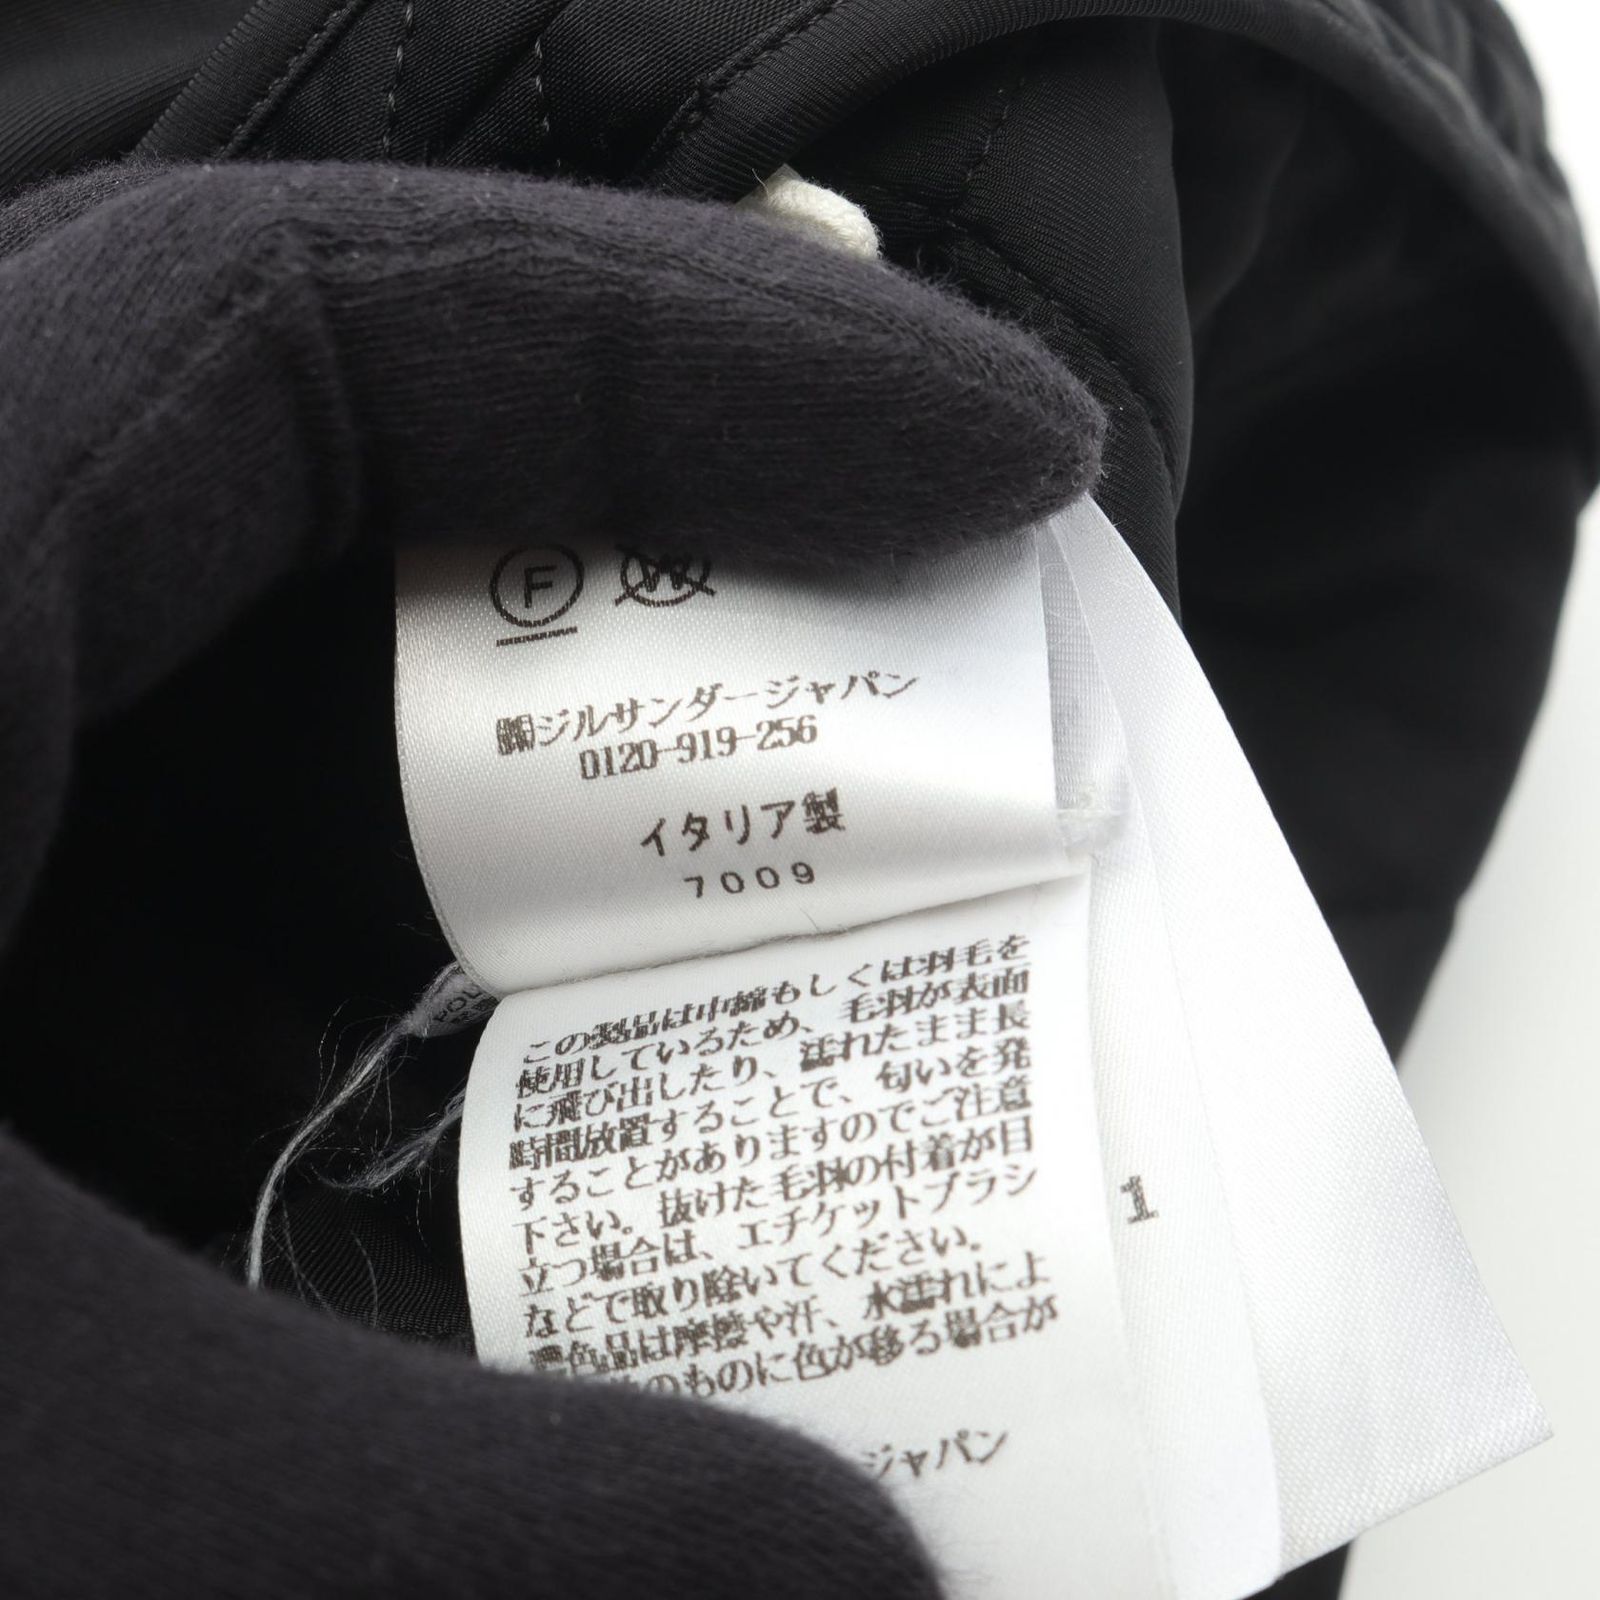 F
W
㈱ジルサンダージャパン
0120-919-256
イタリア製
7009
POL
この製品は中綿もしくは羽毛を
使用しているため、毛羽が表面
に飛び出したり、濡れたまま長
時間放置することで、匂いを発
することがありますのでご注意
下さい。抜けた毛羽の付着が目
立つ場合は、エチケットブラシ
などで取り除いてください。
濃色品は摩擦や汗、水濡れによ
のものに色が移る場合が
ジャパン
1